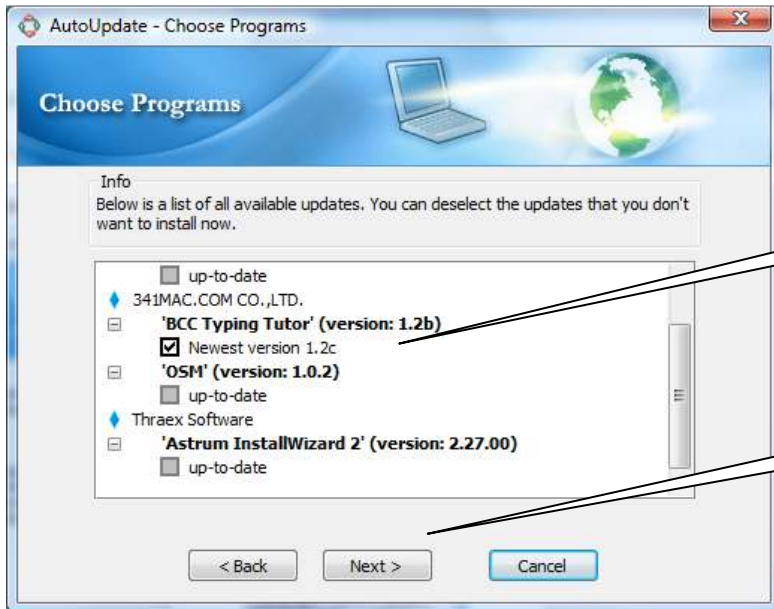 AutoUpdate - Choose Programs
Choose Programs
Info
Below is a list of all available updates. You can deselect the updates that you don't
want to install now.
up-to-date
341MAC.COM CO.,LTD.
'BCC Typing Tutor' (version: 1.2b)
Newest version 1.2c
'OSM' (version: 1.0.2)
up-to-date
Thraex Software
'Astrum InstallWizard 2' (version: 2.27.00)
up-to-date
< Back Next > Cancel